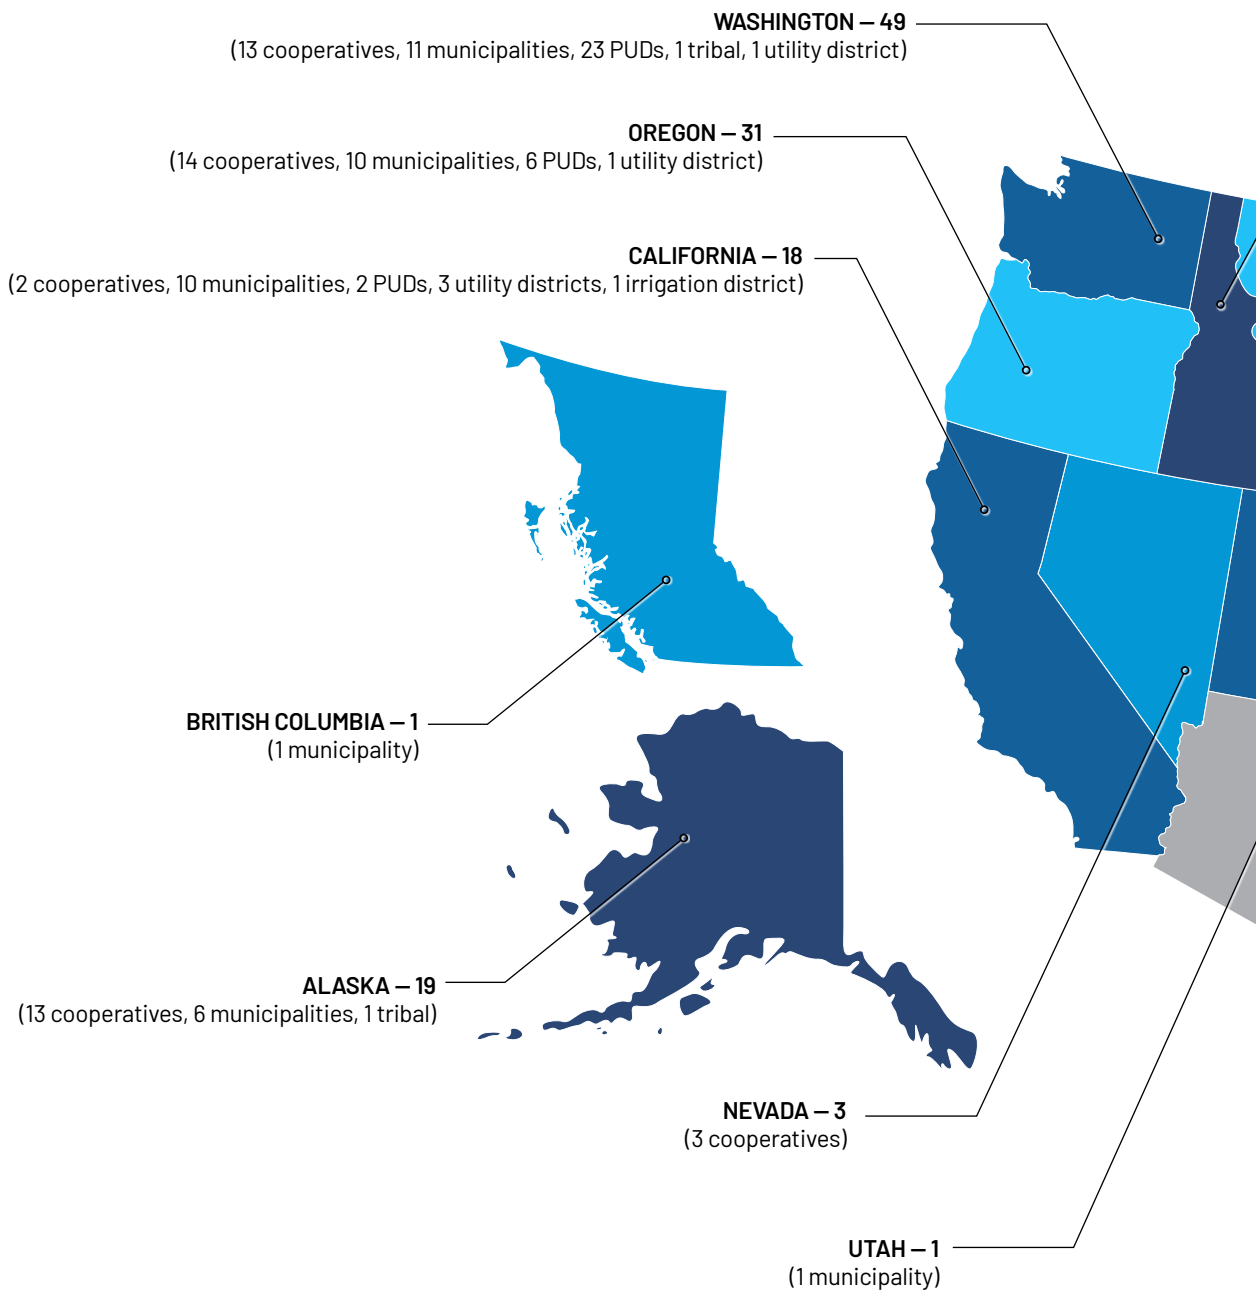 WASHINGTON – 49
(13 cooperatives, 11 municipalities, 23 PUDs, 1 tribal, 1 utility district)
OREGON – 31
(14 cooperatives, 10 municipalities, 6 PUDs, 1 utility district)
CALIFORNIA – 18
(2 cooperatives, 10 municipalities, 2 PUDs, 3 utility districts, 1 irrigation district)
BRITISH COLUMBIA – 1
(1 municipality)
ALASKA – 19
(13 cooperatives, 6 municipalities, 1 tribal)
NEVADA – 3
(3 cooperatives)
UTAH – 1
(1 municipality)